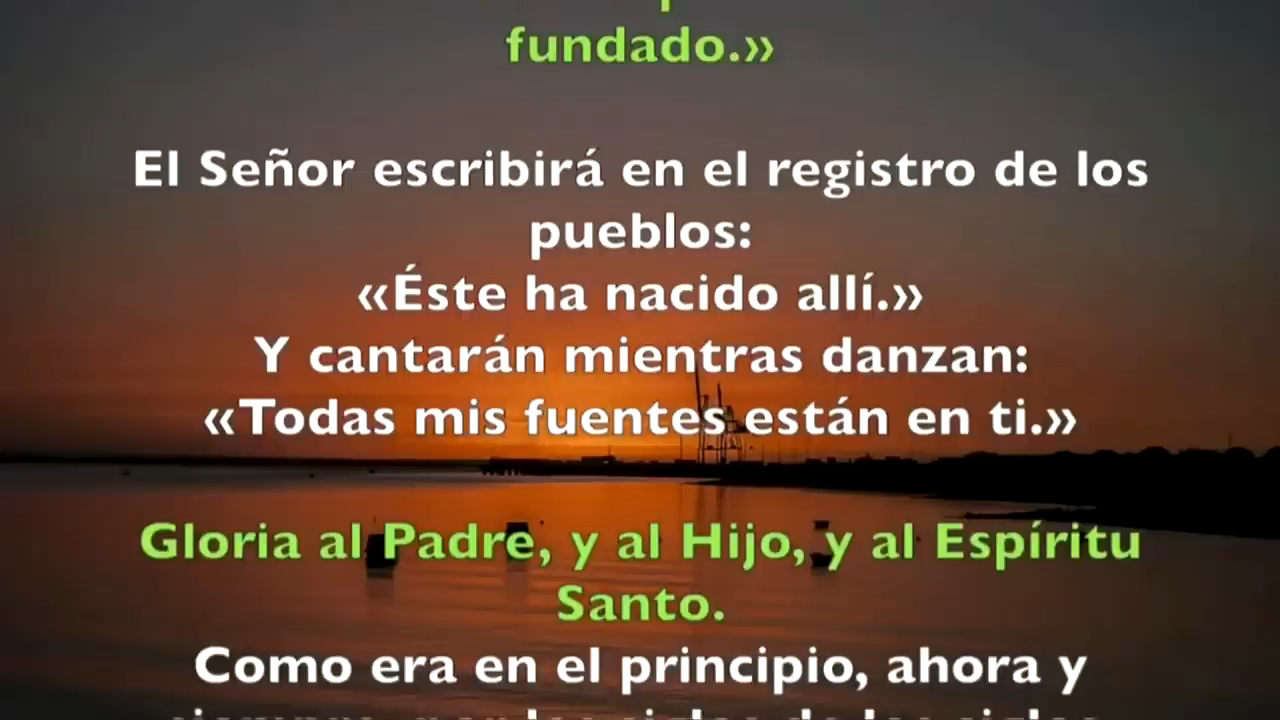 fundado.»
El Señor escribirá en el registro de los
pueblos:
«Éste ha nacido allí.»
Y cantarán mientras danzan:
«Todas mis fuentes están en ti.»
Gloria al Padre, y al Hijo, y al Espíritu
Santo.
Como era en el principio, ahora y